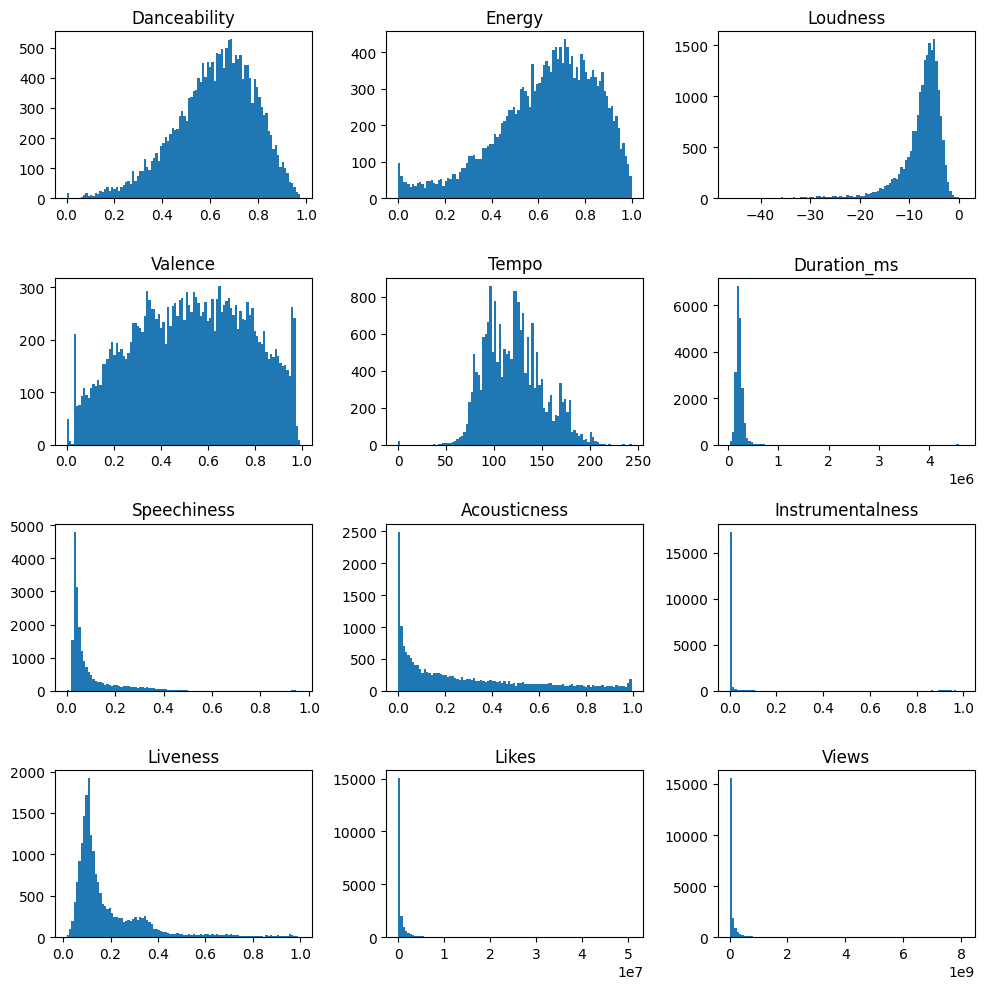 Danceability Energy Loudness
500 400 300 200 100 0
0.0 0.2 0.4 0.6 0.8 1.0
400 300 200 100 0
0.0 0.2 0.4 0.6 0.8 1.0
1500 1000 500 0
−40 −30 −20 −10 0
Valence Tempo Duration_ms
300 200 100 0
0.0 0.2 0.4 0.6 0.8 1.0
800 600 400 200 0
0 50 100 150 200 250
6000 4000 2000 0
0 1 2 3 4
1e6
Speechiness Acousticness Instrumentalness
5000 4000 3000 2000 1000 0
0.0 0.2 0.4 0.6 0.8 1.0
2500 2000 1500 1000 500 0
0.0 0.2 0.4 0.6 0.8 1.0
15000 10000 5000 0
0.0 0.2 0.4 0.6 0.8 1.0
Liveness Likes Views
2000 1500 1000 500 0
0.0 0.2 0.4 0.6 0.8 1.0
15000 10000 5000 0
0 1 2 3 4 5
1e7
15000 10000 5000 0
0 2 4 6 8
1e9